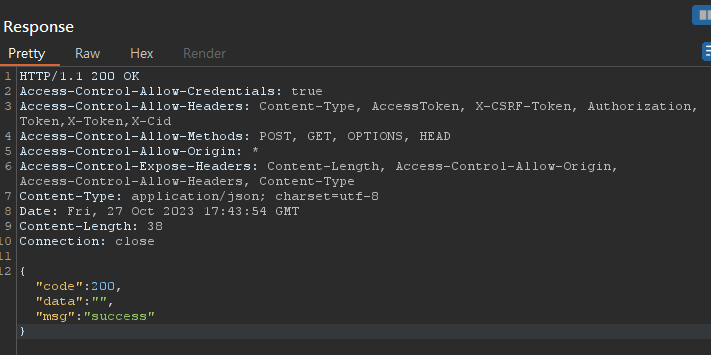 Response
Pretty Raw Hex Render
1 HTTP/1.1 200 OK
2 Access-Control-Allow-Credentials: true
3 Access-Control-Allow-Headers: Content-Type, AccessToken, X-CSRF-Token, Authorization,
Token,X-Token,X-Cid
4 Access-Control-Allow-Methods: POST, GET, OPTIONS, HEAD
5 Access-Control-Allow-Origin: *
6 Access-Control-Expose-Headers: Content-Length, Access-Control-Allow-Origin,
Access-Control-Allow-Headers, Content-Type
7 Content-Type: application/json; charset=utf-8
8 Date: Fri, 27 Oct 2023 17:43:54 GMT
9 Content-Length: 38
10 Connection: close
11
12 {
"code":200,
"data":"",
"msg":"success"
}